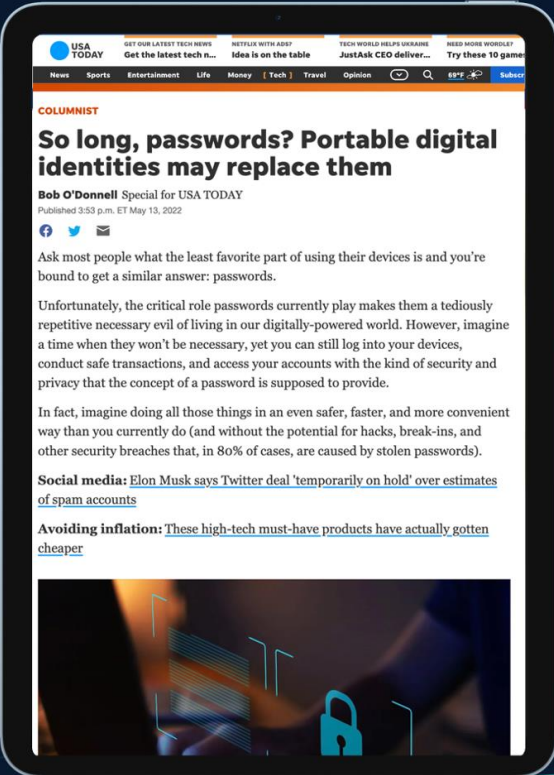 USA
TODAY
GET OUR LATEST TECH NEWS
Get the latest tech n...
NETFLIX WITH ADS?
Idea is on the table
TECH WORLD HELPS UKRAINE
JustAsk CEO deliver...
NEED MORE WORDLE?
Try these 10 games
News Sports Entertainment Life Money [ Tech ] Travel Opinion 69°F Subscr
COLUMNIST
So long, passwords? Portable digital
identities may replace them
Bob O'Donnell Special for USA TODAY
Published 3:53 p.m. ET May 13, 2022
Ask most people what the least favorite part of using their devices is and you’re
bound to get a similar answer: passwords.
Unfortunately, the critical role passwords currently play makes them a tediously
repetitive necessary evil of living in our digitally-powered world. However, imagine
a time when they won’t be necessary, yet you can still log into your devices,
conduct safe transactions, and access your accounts with the kind of security and
privacy that the concept of a password is supposed to provide.
In fact, imagine doing all those things in an even safer, faster, and more convenient
way than you currently do (and without the potential for hacks, break-ins, and
other security breaches that, in 80% of cases, are caused by stolen passwords).
Social media: Elon Musk says Twitter deal 'temporarily on hold' over estimates
of spam accounts
Avoiding inflation: These high-tech must-have products have actually gotten
cheaper